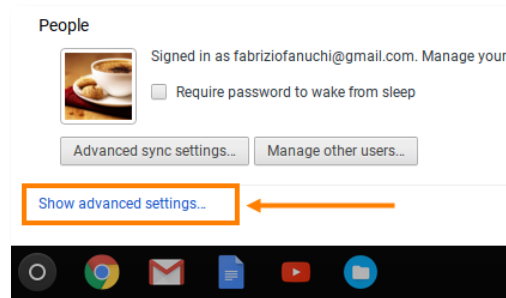 People
Signed in as fabriziofanuchi@gmail.com. Manage your
Require password to wake from sleep
Advanced sync settings...
Manage other users...
Show advanced settings...